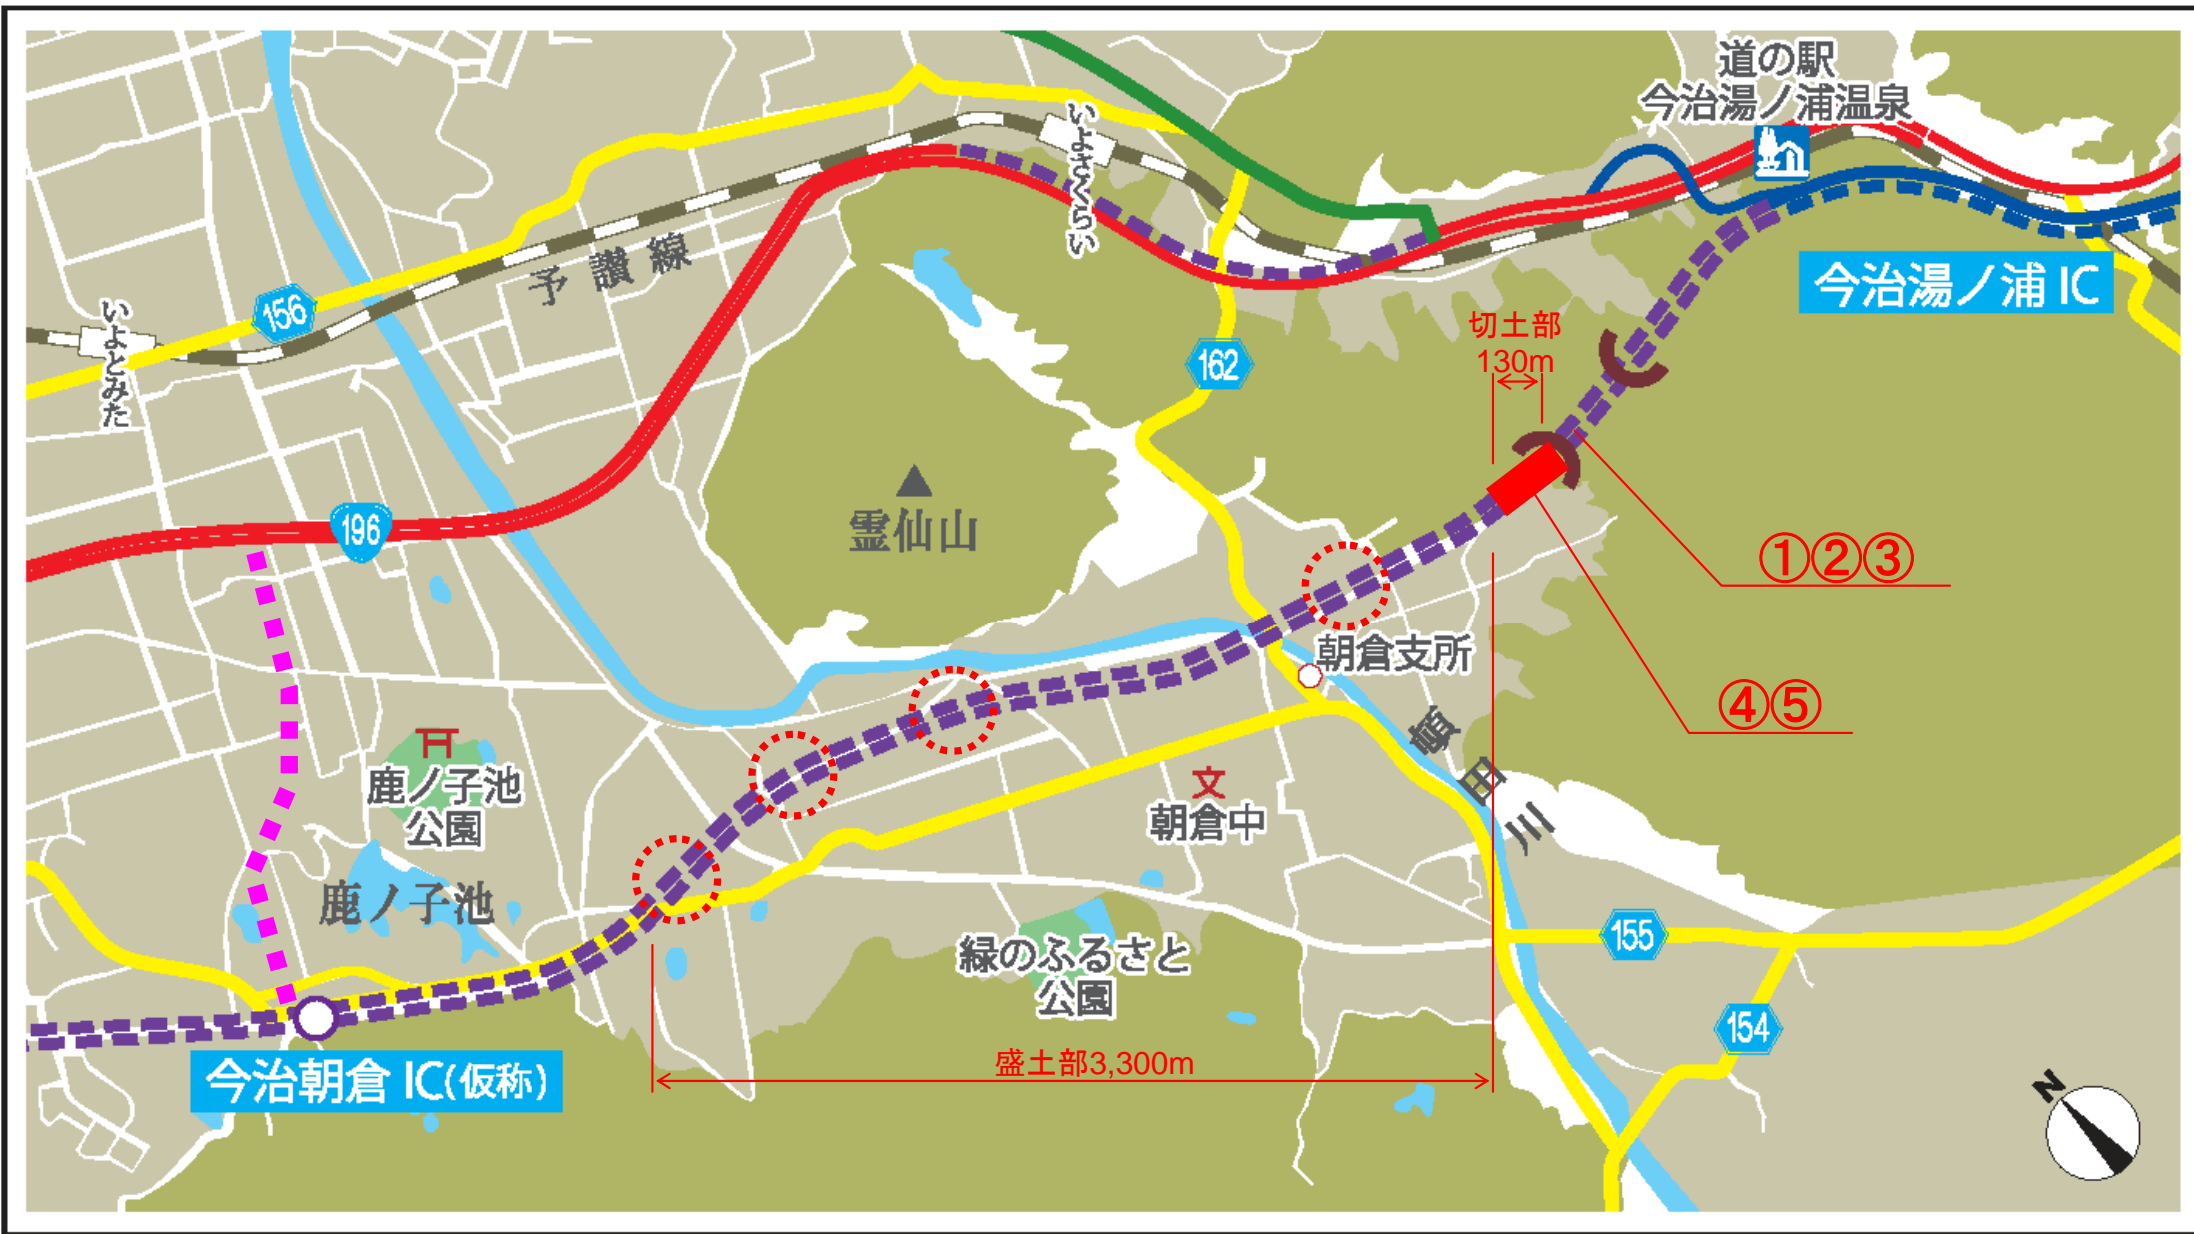 道の駅
今治湯ノ浦温泉
いよさくらい
予讃線
今治湯ノ浦 IC
156
いよとみた
切土部
130m
162
196
霊仙山
①②③
朝倉支所
④⑤
頓田川
鹿ノ子池
公園
文
朝倉中
鹿ノ子池
155
緑のふるさと
公園
154
盛土部3,300m
今治朝倉 IC(仮称)
N